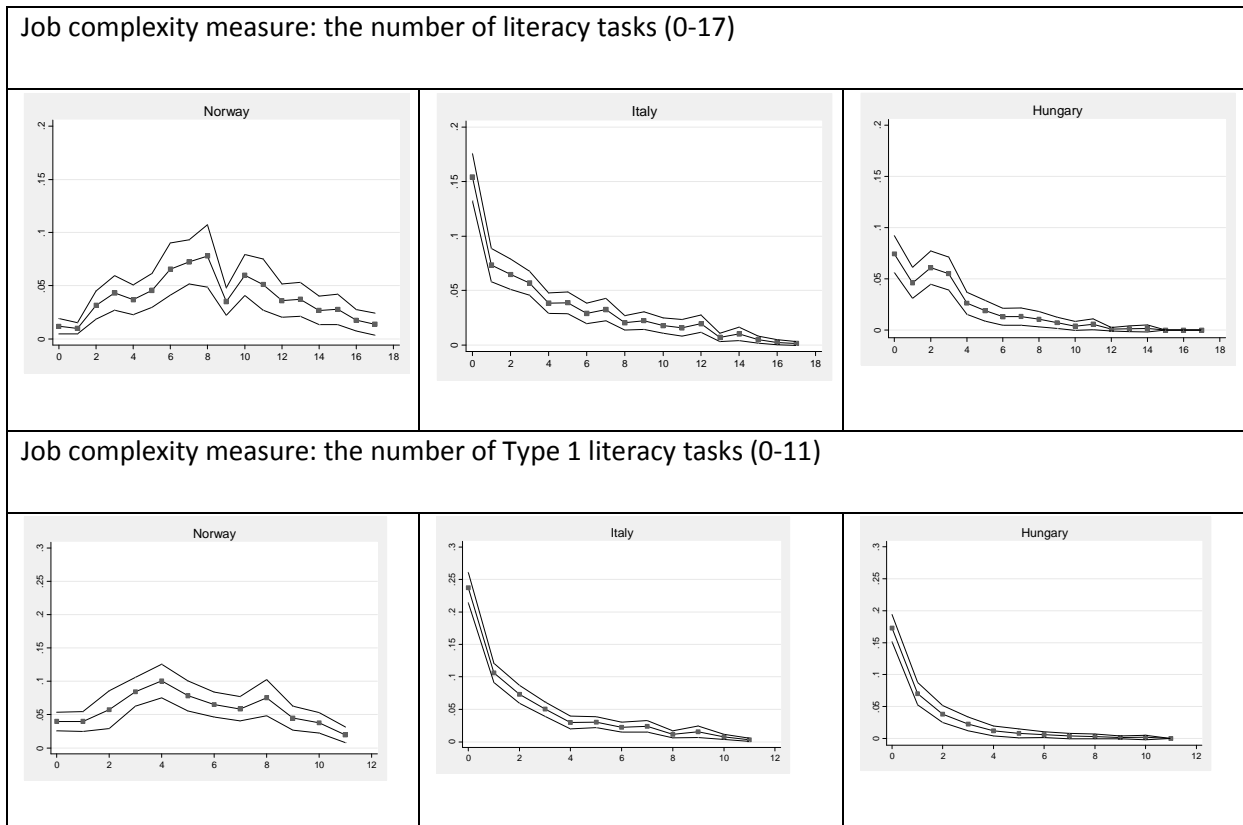 Job complexity measure: the number of literacy tasks (0-17)
Norway
.2
.15
.1
.05
0
0 2 4 6 8 10 12 14 16 18
Italy
.2
.15
.1
.05
0
0 2 4 6 8 10 12 14 16 18
Hungary
.2
.15
.1
.05
0
0 2 4 6 8 10 12 14 16 18
Job complexity measure: the number of Type 1 literacy tasks (0-11)
Norway
.3
.25
.2
.15
.1
.05
0
0 2 4 6 8 10 12
Italy
.3
.25
.2
.15
.1
.05
0
0 2 4 6 8 10 12
Hungary
.3
.25
.2
.15
.1
.05
0
0 2 4 6 8 10 12